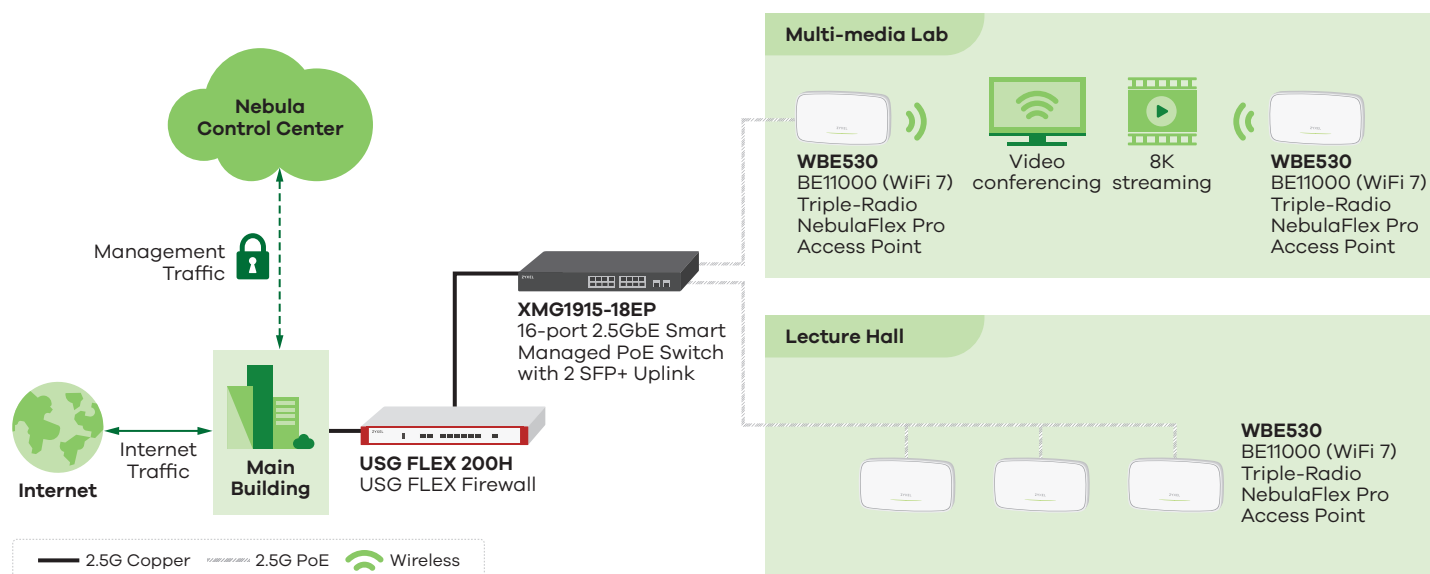 Nebula
Control Center
Management
Traffic
Internet
Internet
Traffic
Main
Building
USG FLEX 200H
USG FLEX Firewall
XMG1915-18EP
16-port 2.5GbE Smart
Managed PoE Switch
with 2 SFP+ Uplink
Multi-media Lab
WBE530
BE11000 (WiFi 7)
Triple-Radio
NebulaFlex Pro
Access Point
Video
conferencing
8K
streaming
WBE530
BE11000 (WiFi 7)
Triple-Radio
NebulaFlex Pro
Access Point
Lecture Hall
WBE530
BE11000 (WiFi 7)
Triple-Radio
NebulaFlex Pro
Access Point
2.5G Copper
2.5G PoE
Wireless